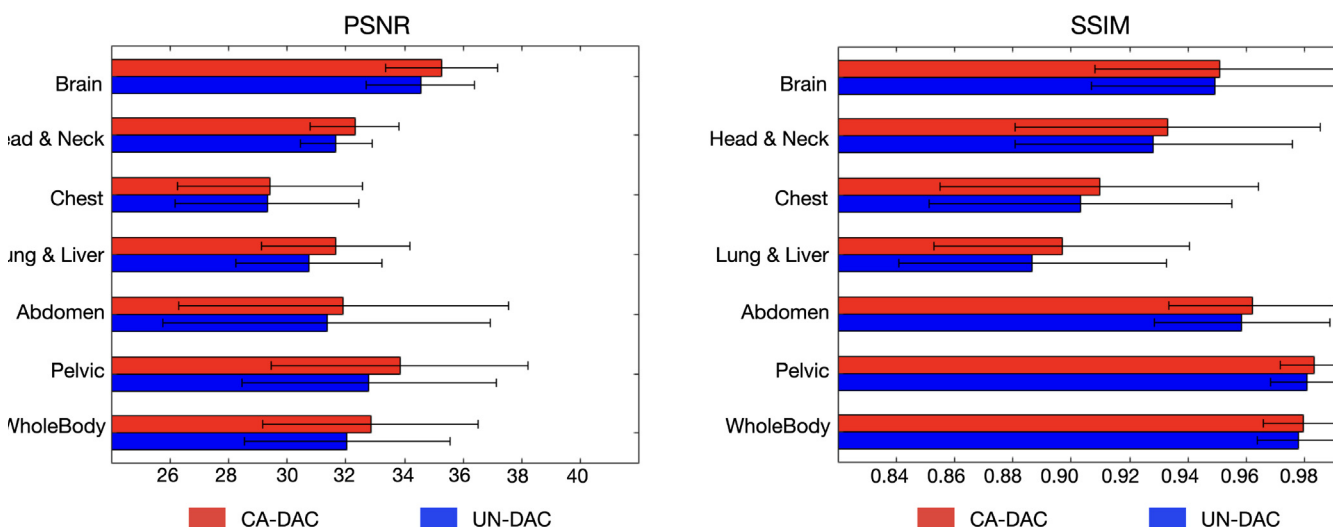 PSNR
Brain
ead & Neck
Chest
ung & Liver
Abdomen
Pelvic
WholeBody
26 28 30 32 34 36 38 40
CA-DAC UN-DAC
SSIM
Brain
Head & Neck
Chest
Lung & Liver
Abdomen
Pelvic
WholeBody
0.84 0.86 0.88 0.90 0.92 0.94 0.96 0.98
CA-DAC UN-DAC